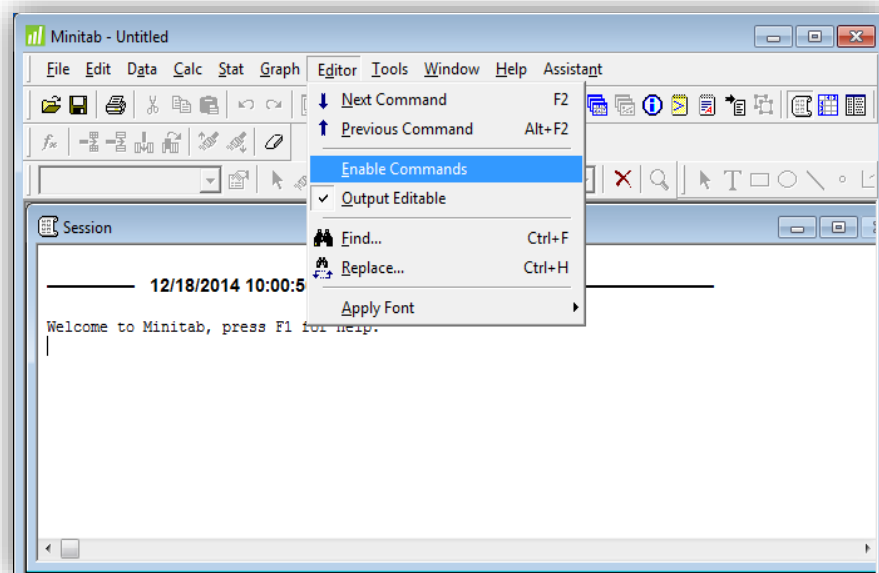 Minitab - Untitled
File Edit Data Calc Stat Graph Editor Tools Window Help Assistant
Next Command F2
Previous Command Alt+F2
Enable Commands
Output Editable
Session
Find... Ctrl+F
Replace... Ctrl+H
12/18/2014 10:00:5
Apply Font
Welcome to Minitab, press F1 for help.